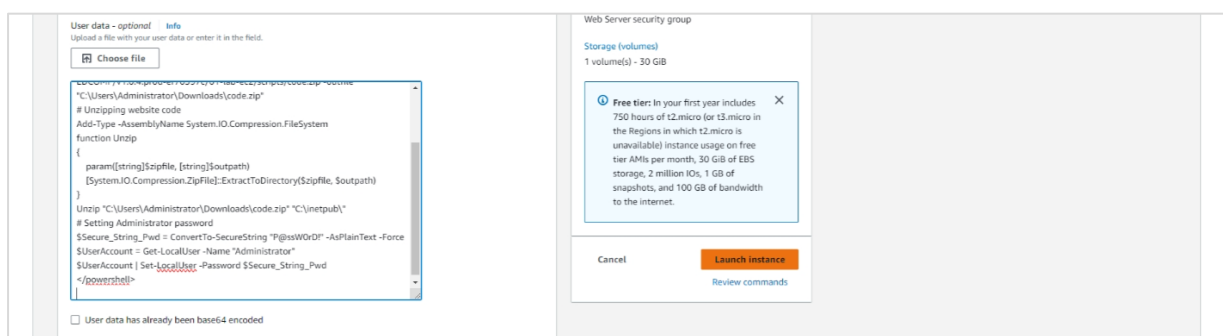 User data - optional Info
Upload a file with your user data or enter it in the field.
Choose file
"C:\Users\Administrator\Downloads\code.zip"
# Unzipping website code
Add-Type -AssemblyName System.IO.Compression.FileSystem
function Unzip
{
param([string]$zipfile, [string]$outpath)
[System.IO.Compression.ZipFile]::ExtractToDirectory($zipfile, $outpath)
}
Unzip "C:\Users\Administrator\Downloads\code.zip" "C:\inetpub\"
# Setting Administrator password
$Secure_String_Pwd = ConvertTo-SecureString "P@ssW0rD!" -AsPlainText -Force
$UserAccount = Get-LocalUser -Name "Administrator"
$UserAccount | Set-LocalUser -Password $Secure_String_Pwd
</powershell>
User data has already been base64 encoded
Web Server security group
Storage (volumes)
1 volume(s) - 30 GiB
Free tier: In your first year includes
750 hours of t2.micro (or t3.micro in
the Regions in which t2.micro is
unavailable) instance usage on free
tier AMIs per month, 30 GiB of EBS
storage, 2 million IOs, 1 GB of
snapshots, and 100 GB of bandwidth
to the internet.
Cancel
Launch instance
Review commands